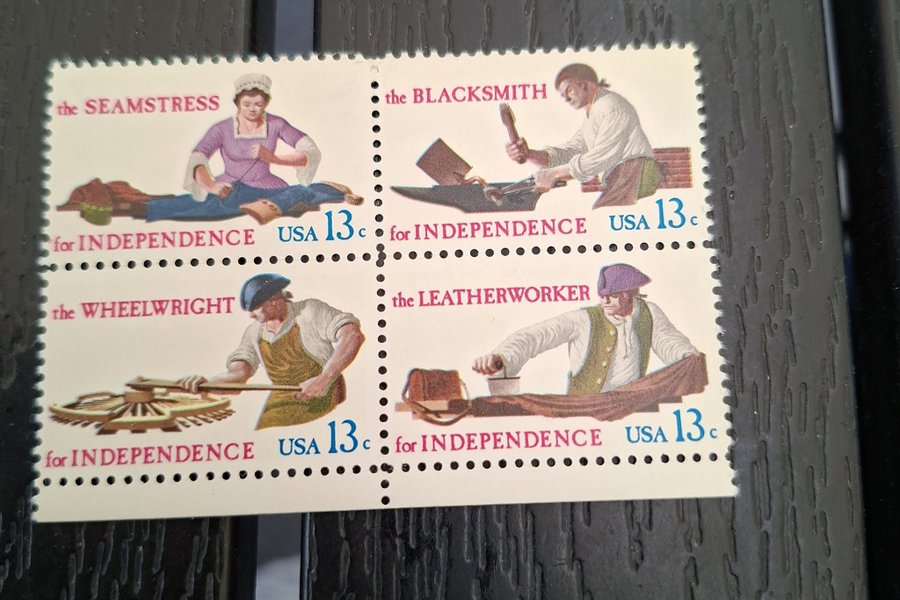 the SEAMSTRESS
for INDEPENDENCE USA 13c
the BLACKSMITH
for INDEPENDENCE USA 13c
the WHEELWRIGHT
for INDEPENDENCE USA 13c
the LEATHERWORKER
for INDEPENDENCE USA 13c